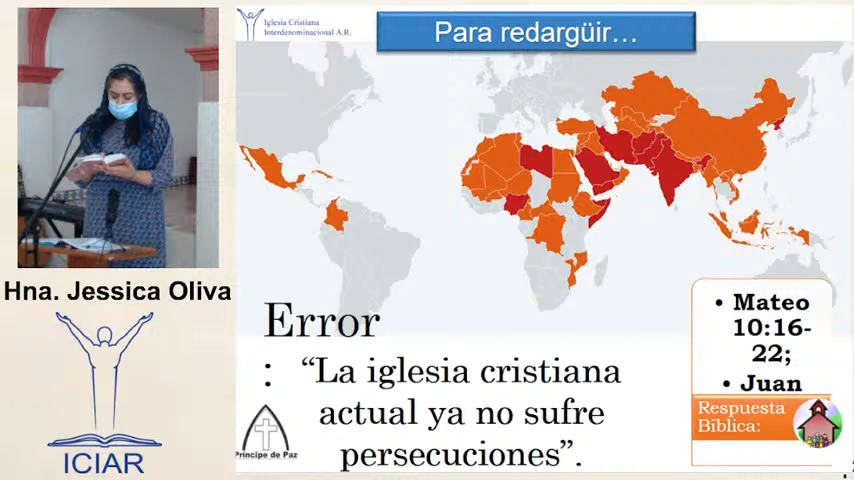 Iglesia Cristiana
Interdenominacional A.R.
Para redargüir...
Hna. Jessica Oliva
ICIAR
Error
: “La iglesia cristiana
actual ya no sufre
persecuciones”.
Príncipe de Paz
• Mateo
10:16-
22;
• Juan
Respuesta
Bíblica: